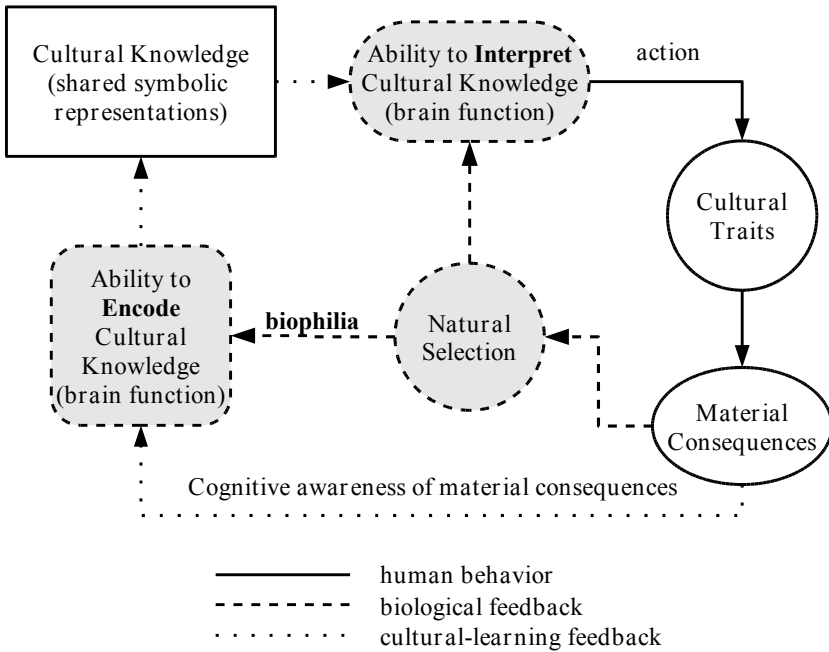 Cultural Knowledge
(shared symbolic
representations)
Ability to Interpret
Cultural Knowledge
(brain function)
action
Cultural
Traits
Ability to
Encode
Cultural
Knowledge
(brain function)
biophilia
Natural
Selection
Material
Consequences
Cognitive awareness of material consequences
human behavior
biological feedback
cultural-learning feedback